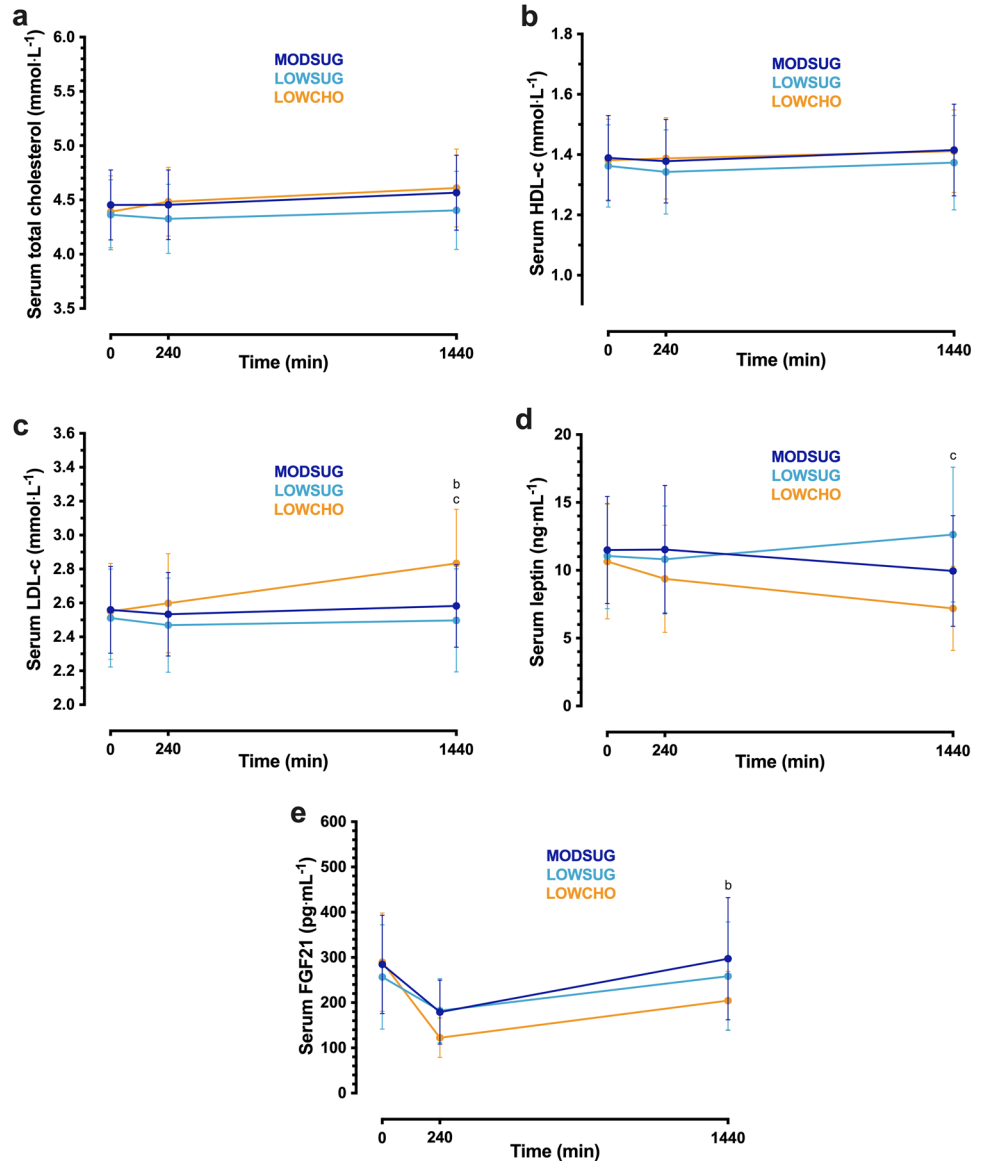 a
Serum total cholesterol (mmol·L⁻¹)
6.0
5.5
5.0
4.5
4.0
3.5
MODSUG
LOWSUG
LOWCHO
0
240
1440
Time (min)
b
Serum HDL-c (mmol·L⁻¹)
1.8
1.6
1.4
1.2
1.0
MODSUG
LOWSUG
LOWCHO
0
240
1440
Time (min)
c
Serum LDL-c (mmol·L⁻¹)
3.6
3.4
3.2
3.0
2.8
2.6
2.4
2.2
2.0
MODSUG
LOWSUG
LOWCHO
b
c
0
240
1440
Time (min)
d
Serum leptin (ng·mL⁻¹)
20
15
10
5
0
MODSUG
LOWSUG
LOWCHO
c
0
240
1440
Time (min)
e
Serum FGF21 (pg·mL⁻¹)
600
500
400
300
200
100
0
MODSUG
LOWSUG
LOWCHO
b
0
240
1440
Time (min)